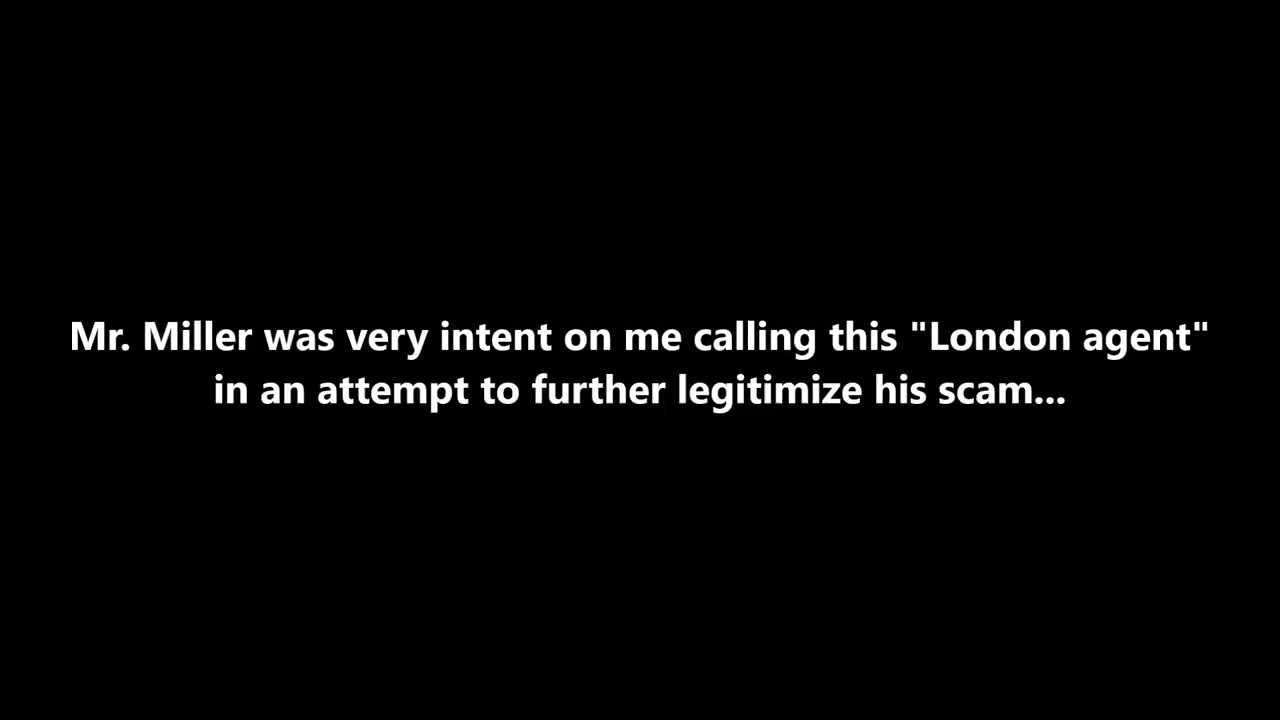 Mr. Miller was very intent on me calling this "London agent"
in an attempt to further legitimize his scam...